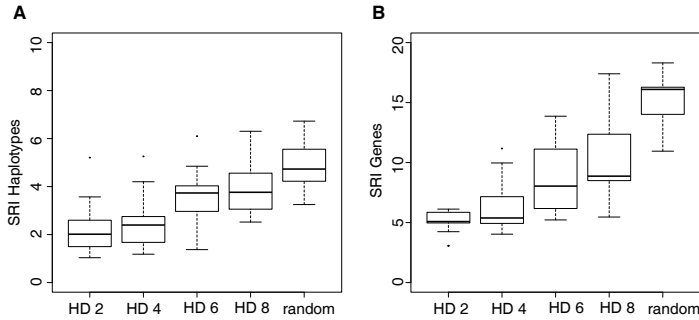 A
SRI Haplotypes
10
8
6
4
2
0
HD 2 HD 4 HD 6 HD 8 random
B
SRI Genes
20
15
10
5
0
HD 2 HD 4 HD 6 HD 8 random